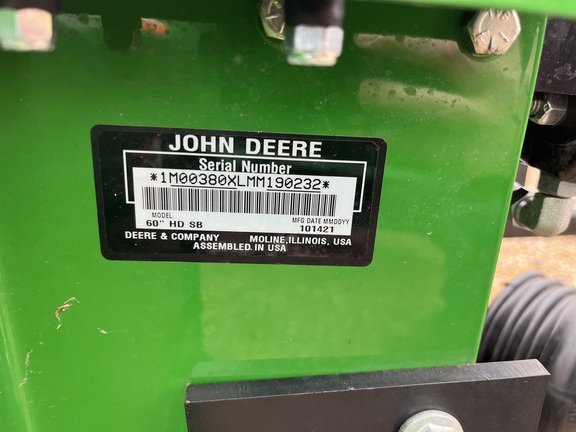 JOHN DEERE
Serial Number
*1M00380XLMM190232*
MODEL MFG DATE MMDDYY
60" HD SB 101421
DEERE & COMPANY MOLINE,ILLINOIS, USA
ASSEMBLED IN USA